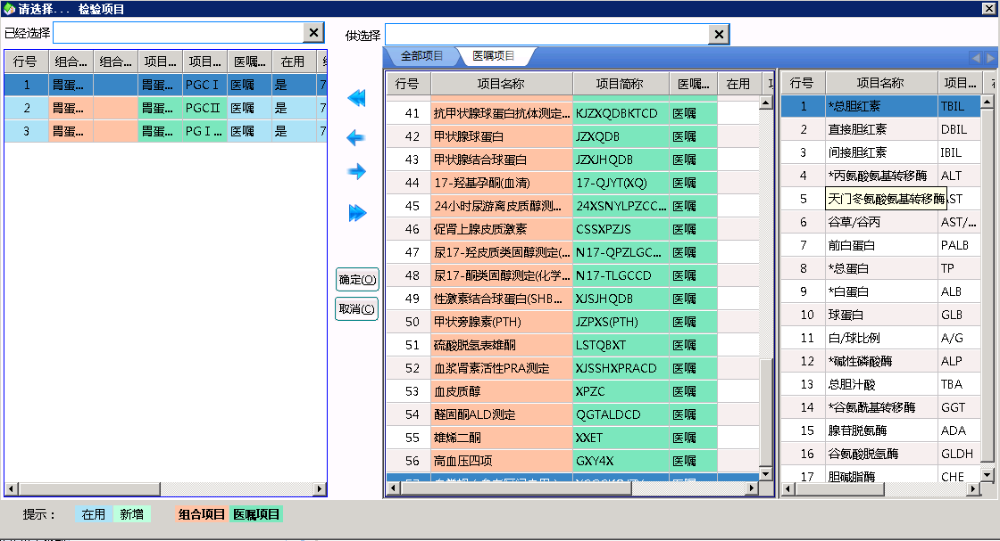 请选择... 检验项目
已经选择
供选择
全部项目 医嘱项目
行号 组合... 组合... 项目... 项目... 医嘱... 在用
1 胃蛋... 胃蛋... PGCⅠ 医嘱 是 7
2 胃蛋... 胃蛋... PGCⅡ 医嘱 是 7
3 胃蛋... 胃蛋... PGⅠ... 医嘱 是 7
确定(O)
取消(C)
行号 项目名称 项目简称 医嘱... 在用
41 抗甲状腺球蛋白抗体测定... KJZXQDBKTCD 医嘱
42 甲状腺球蛋白 JZXQDB 医嘱
43 甲状腺结合球蛋白 JZXJHQDB 医嘱
44 17-羟基孕酮(血清) 17-QJYT(XQ) 医嘱
45 24小时尿游离皮质醇测... 24XSNYLPZCC... 医嘱
46 促肾上腺皮质激素 CSSXPZJS 医嘱
47 尿17-羟皮质类固醇测定(... N17-QPZLGC... 医嘱
48 尿17-酮类固醇测定(化学... N17-TLGCCD 医嘱
49 性激素结合球蛋白(SHB... XJSJHQDB 医嘱
50 甲状旁腺素(PTH) JZPXS(PTH) 医嘱
51 硫酸脱氢表雄酮 LSTQBXT 医嘱
52 血浆肾素活性PRA测定 XJSSHXPRACD 医嘱
53 血皮质醇 XPZC 医嘱
54 醛固酮ALD测定 QGTALDCD 医嘱
55 雄烯二酮 XXET 医嘱
56 高血压四项 GXY4X 医嘱
行号 项目名称 项目...
1 *总胆红素 TBIL
2 直接胆红素 DBIL
3 间接胆红素 IBIL
4 *丙氨酸氨基转移酶 ALT
5 天门冬氨酸氨基转移酶 ST
6 谷草/谷丙 AST/...
7 前白蛋白 PALB
8 *总蛋白 TP
9 *白蛋白 ALB
10 球蛋白 GLB
11 白/球比例 A/G
12 *碱性磷酸酶 ALP
13 总胆汁酸 TBA
14 *谷氨酰基转移酶 GGT
15 腺苷脱氨酶 ADA
16 谷氨酸脱氢酶 GLDH
17 胆碱脂酶 CHE
提示： 在用 新增 组合项目 医嘱项目